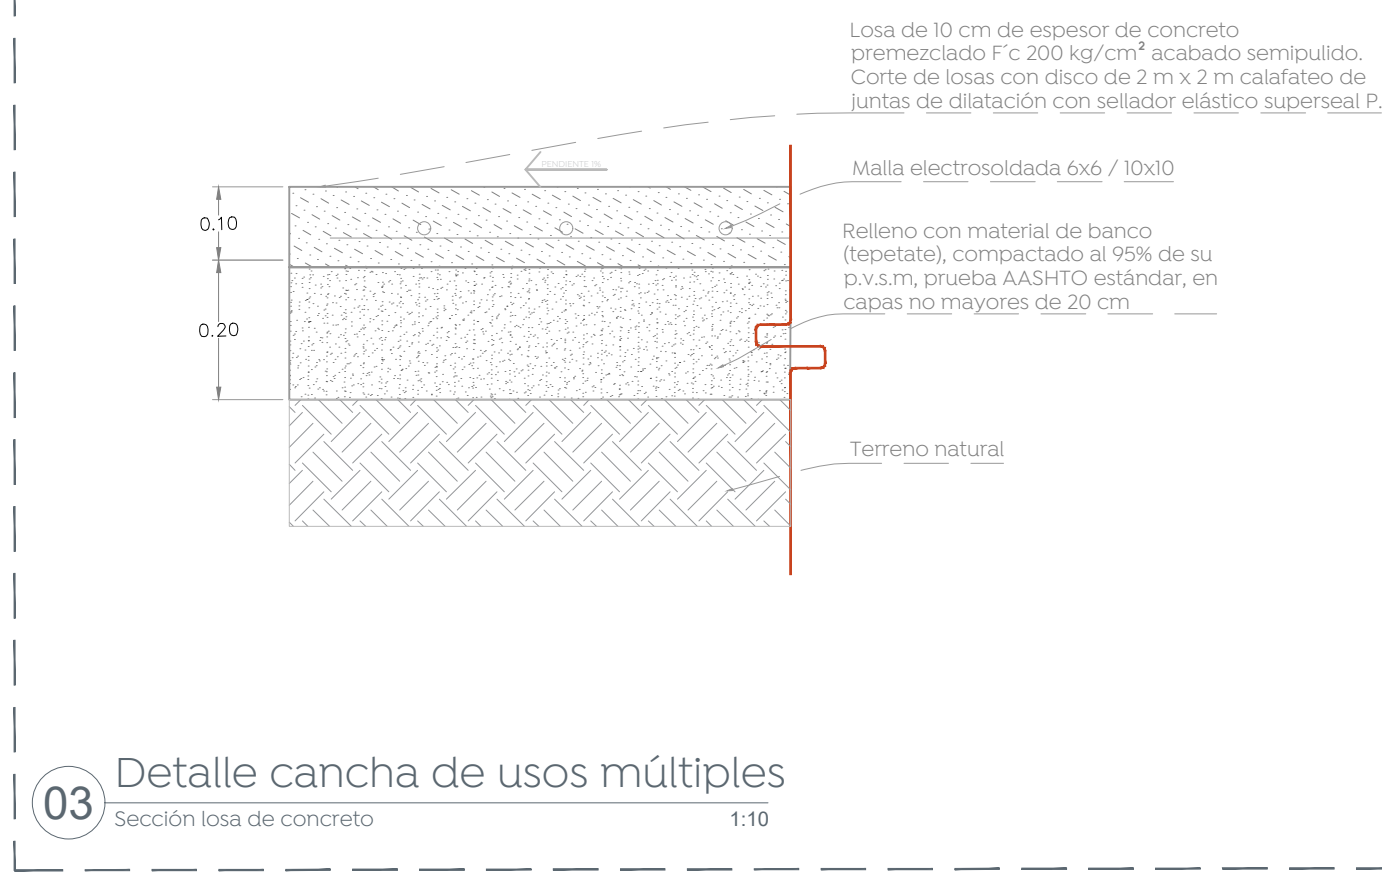 Losa de 10 cm de espesor de concreto
premezclado F´c 200 kg/cm² acabado semipulido.
Corte de losas con disco de 2 m x 2 m calafateo de
juntas de dilatación con sellador elástico superseal P.
PENDIENTE 1%
Malla electrosoldada 6x6 / 10x10
0.10
Relleno con material de banco
(tepetate), compactado al 95% de su
p.v.s.m, prueba AASHTO estándar, en
capas no mayores de 20 cm
0.20
Terreno natural
03
Detalle cancha de usos múltiples
Sección losa de concreto
1:10